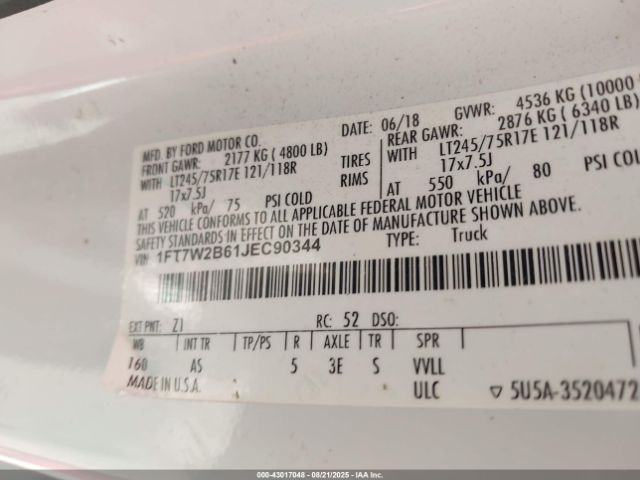 MFD. BY FORD MOTOR CO.
DATE: 06/18 GVWR: 4536 KG (10000
FRONT GAWR: 2177 KG ( 4800 LB) REAR GAWR: 2876 KG ( 6340 LB)
WITH LT245/75R17E 121/118R TIRES WITH LT245/75R17E 121/118R
17x7.5J RIMS 17x7.5J
AT 520 kPa/ 75 PSI COLD AT 550 kPa/ 80 PSI COL
THIS VEHICLE CONFORMS TO ALL APPLICABLE FEDERAL MOTOR VEHICLE
SAFETY STANDARDS IN EFFECT ON THE DATE OF MANUFACTURE SHOWN ABOVE.
VIN 1FT7W2B61JEC90344 TYPE: Truck
EXT PNT: Z1 RC: 52 DSO:
WB INT TR TP/PS R AXLE TR SPR
160 AS 5 3E S VVLL
MADE IN U.S.A. ULC ▽ 5U5A-3520472
000-43017048 - 08/21/2025 - IAA, Inc.